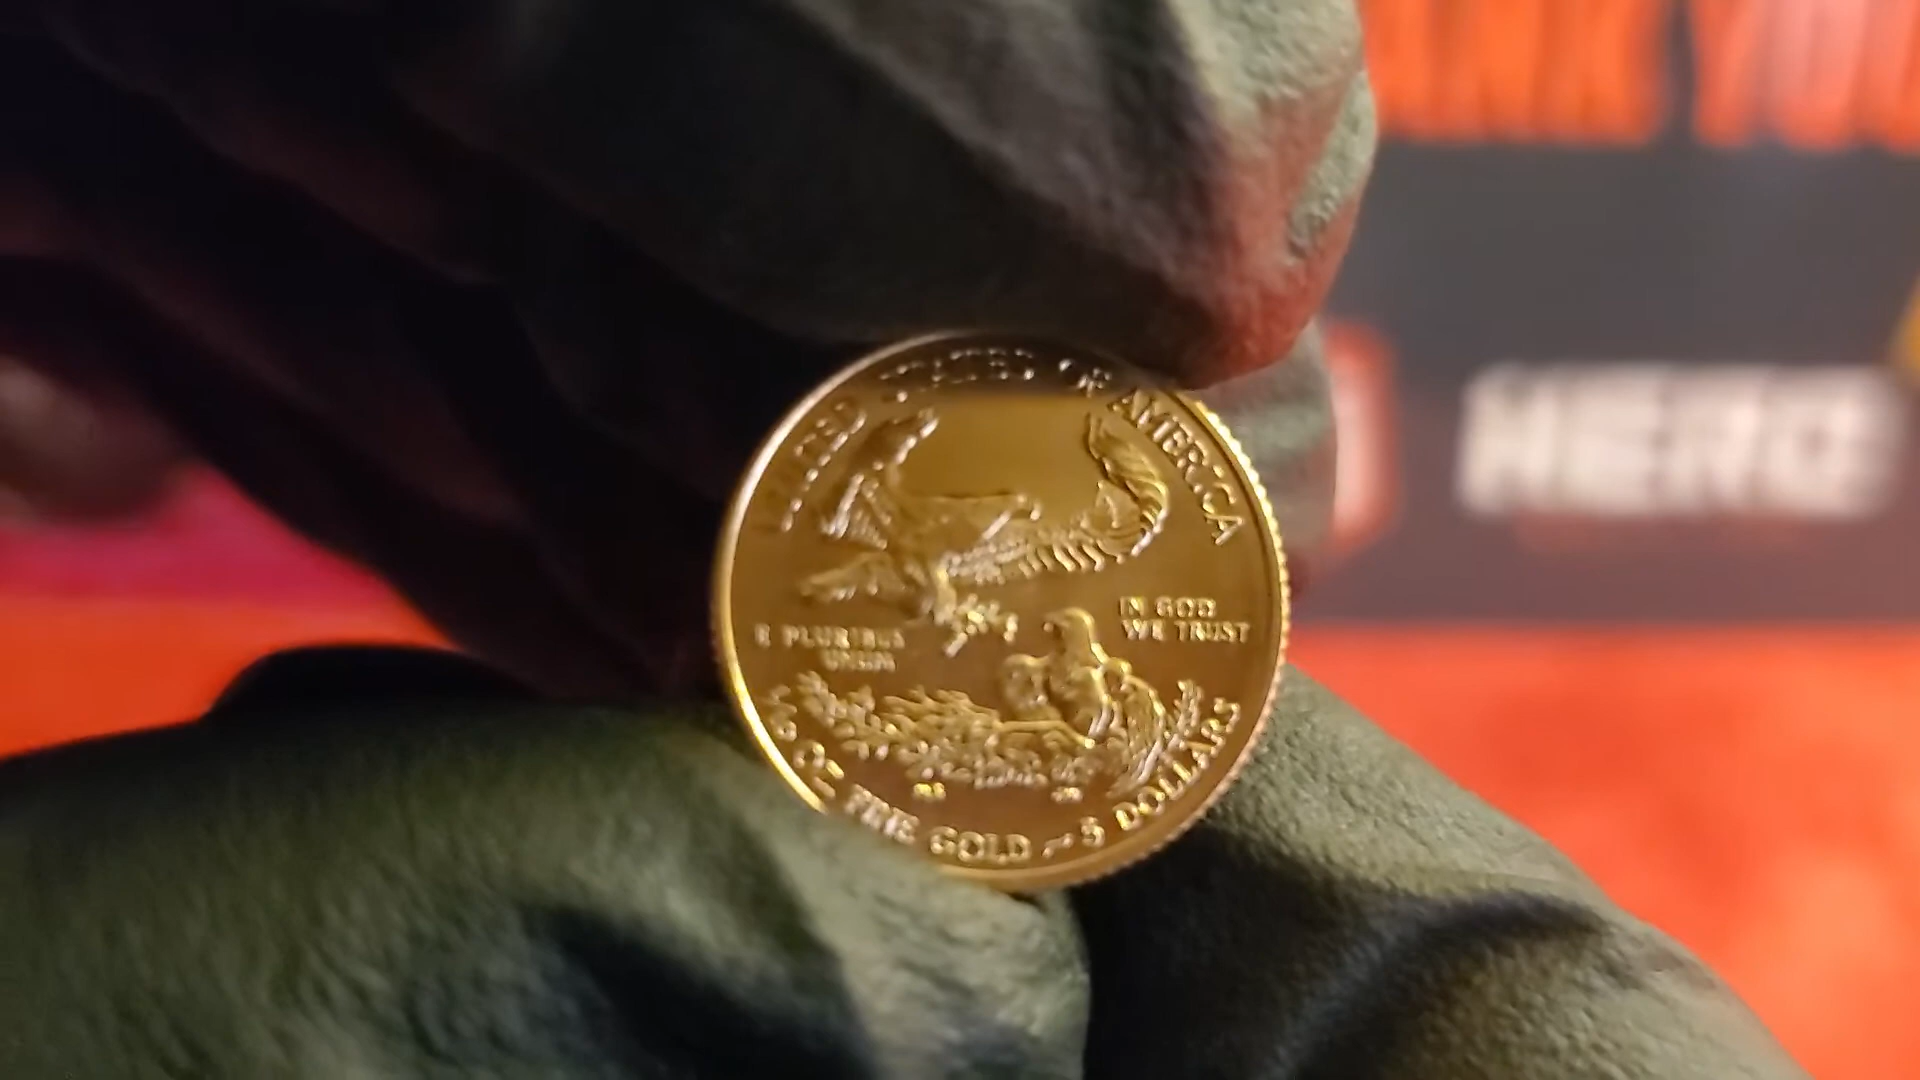 UNITED STATES OF AMERICA
IN GOD
WE TRUST
E PLURIBUS
UNUM
1/10 OZ. FINE GOLD ~ 5 DOLLARS
HERO